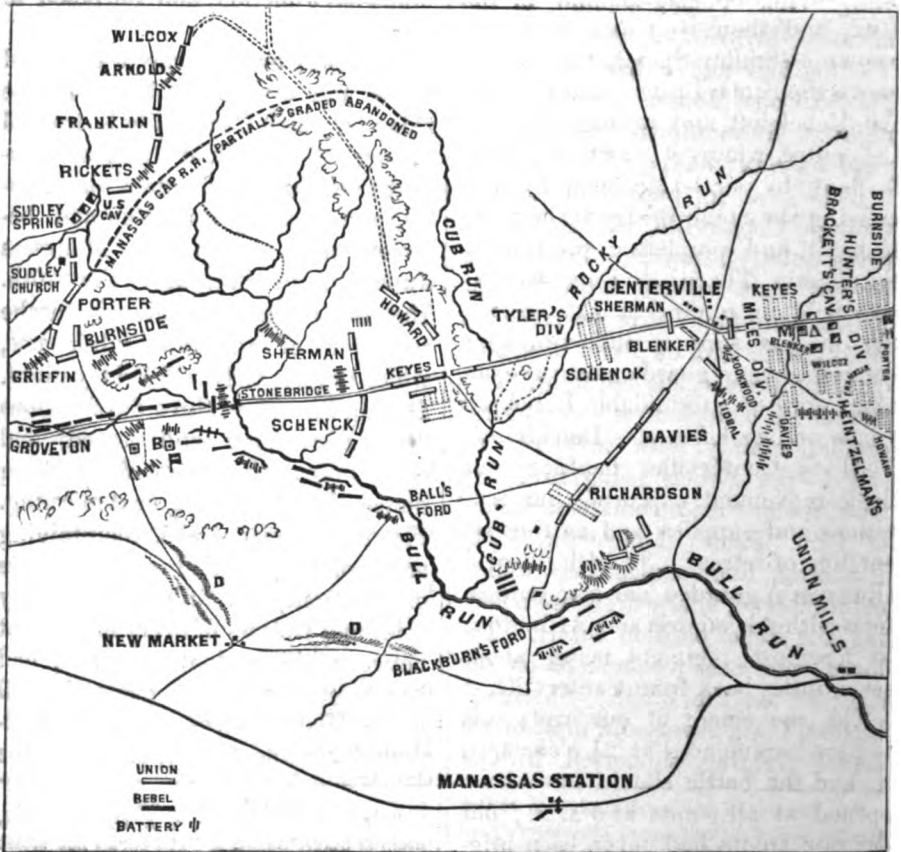 WILCOX
ARNOLD
FRANKLIN
RICKETS
U.S CAV.
SUDLEY
SPRING
SUDLEY
CHURCH
MANASSAS GAP R.R. PARTIALLY GRADED ABANDONED
PORTER
BURNSIDE
GRIFFIN
GROVETON
STONEBRIDGE
SHERMAN
SCHENCK
HOWARD
KEYES
CUB RUN
ROCKY RUN
TYLER'S
DIV
CENTERVILLE
SHERMAN
BLENKER
SCHENCK
DAVIES
RICHARDSON
KEYES
MILES DIV
BURNSIDE
HUNTER'S DIV
BRACKET'S CAV.
BLENKER
WILCOX
PORTER
HOWARD
HEINTZELMAN'S
DAVIES
TIDBALL
B
BALL'S
FORD
CUB RUN
BULL RUN
BULL RUN
UNION MILLS
D
D
NEW MARKET
BLACKBURN'S FORD
MANASSAS STATION
UNION
REBEL
BATTERY